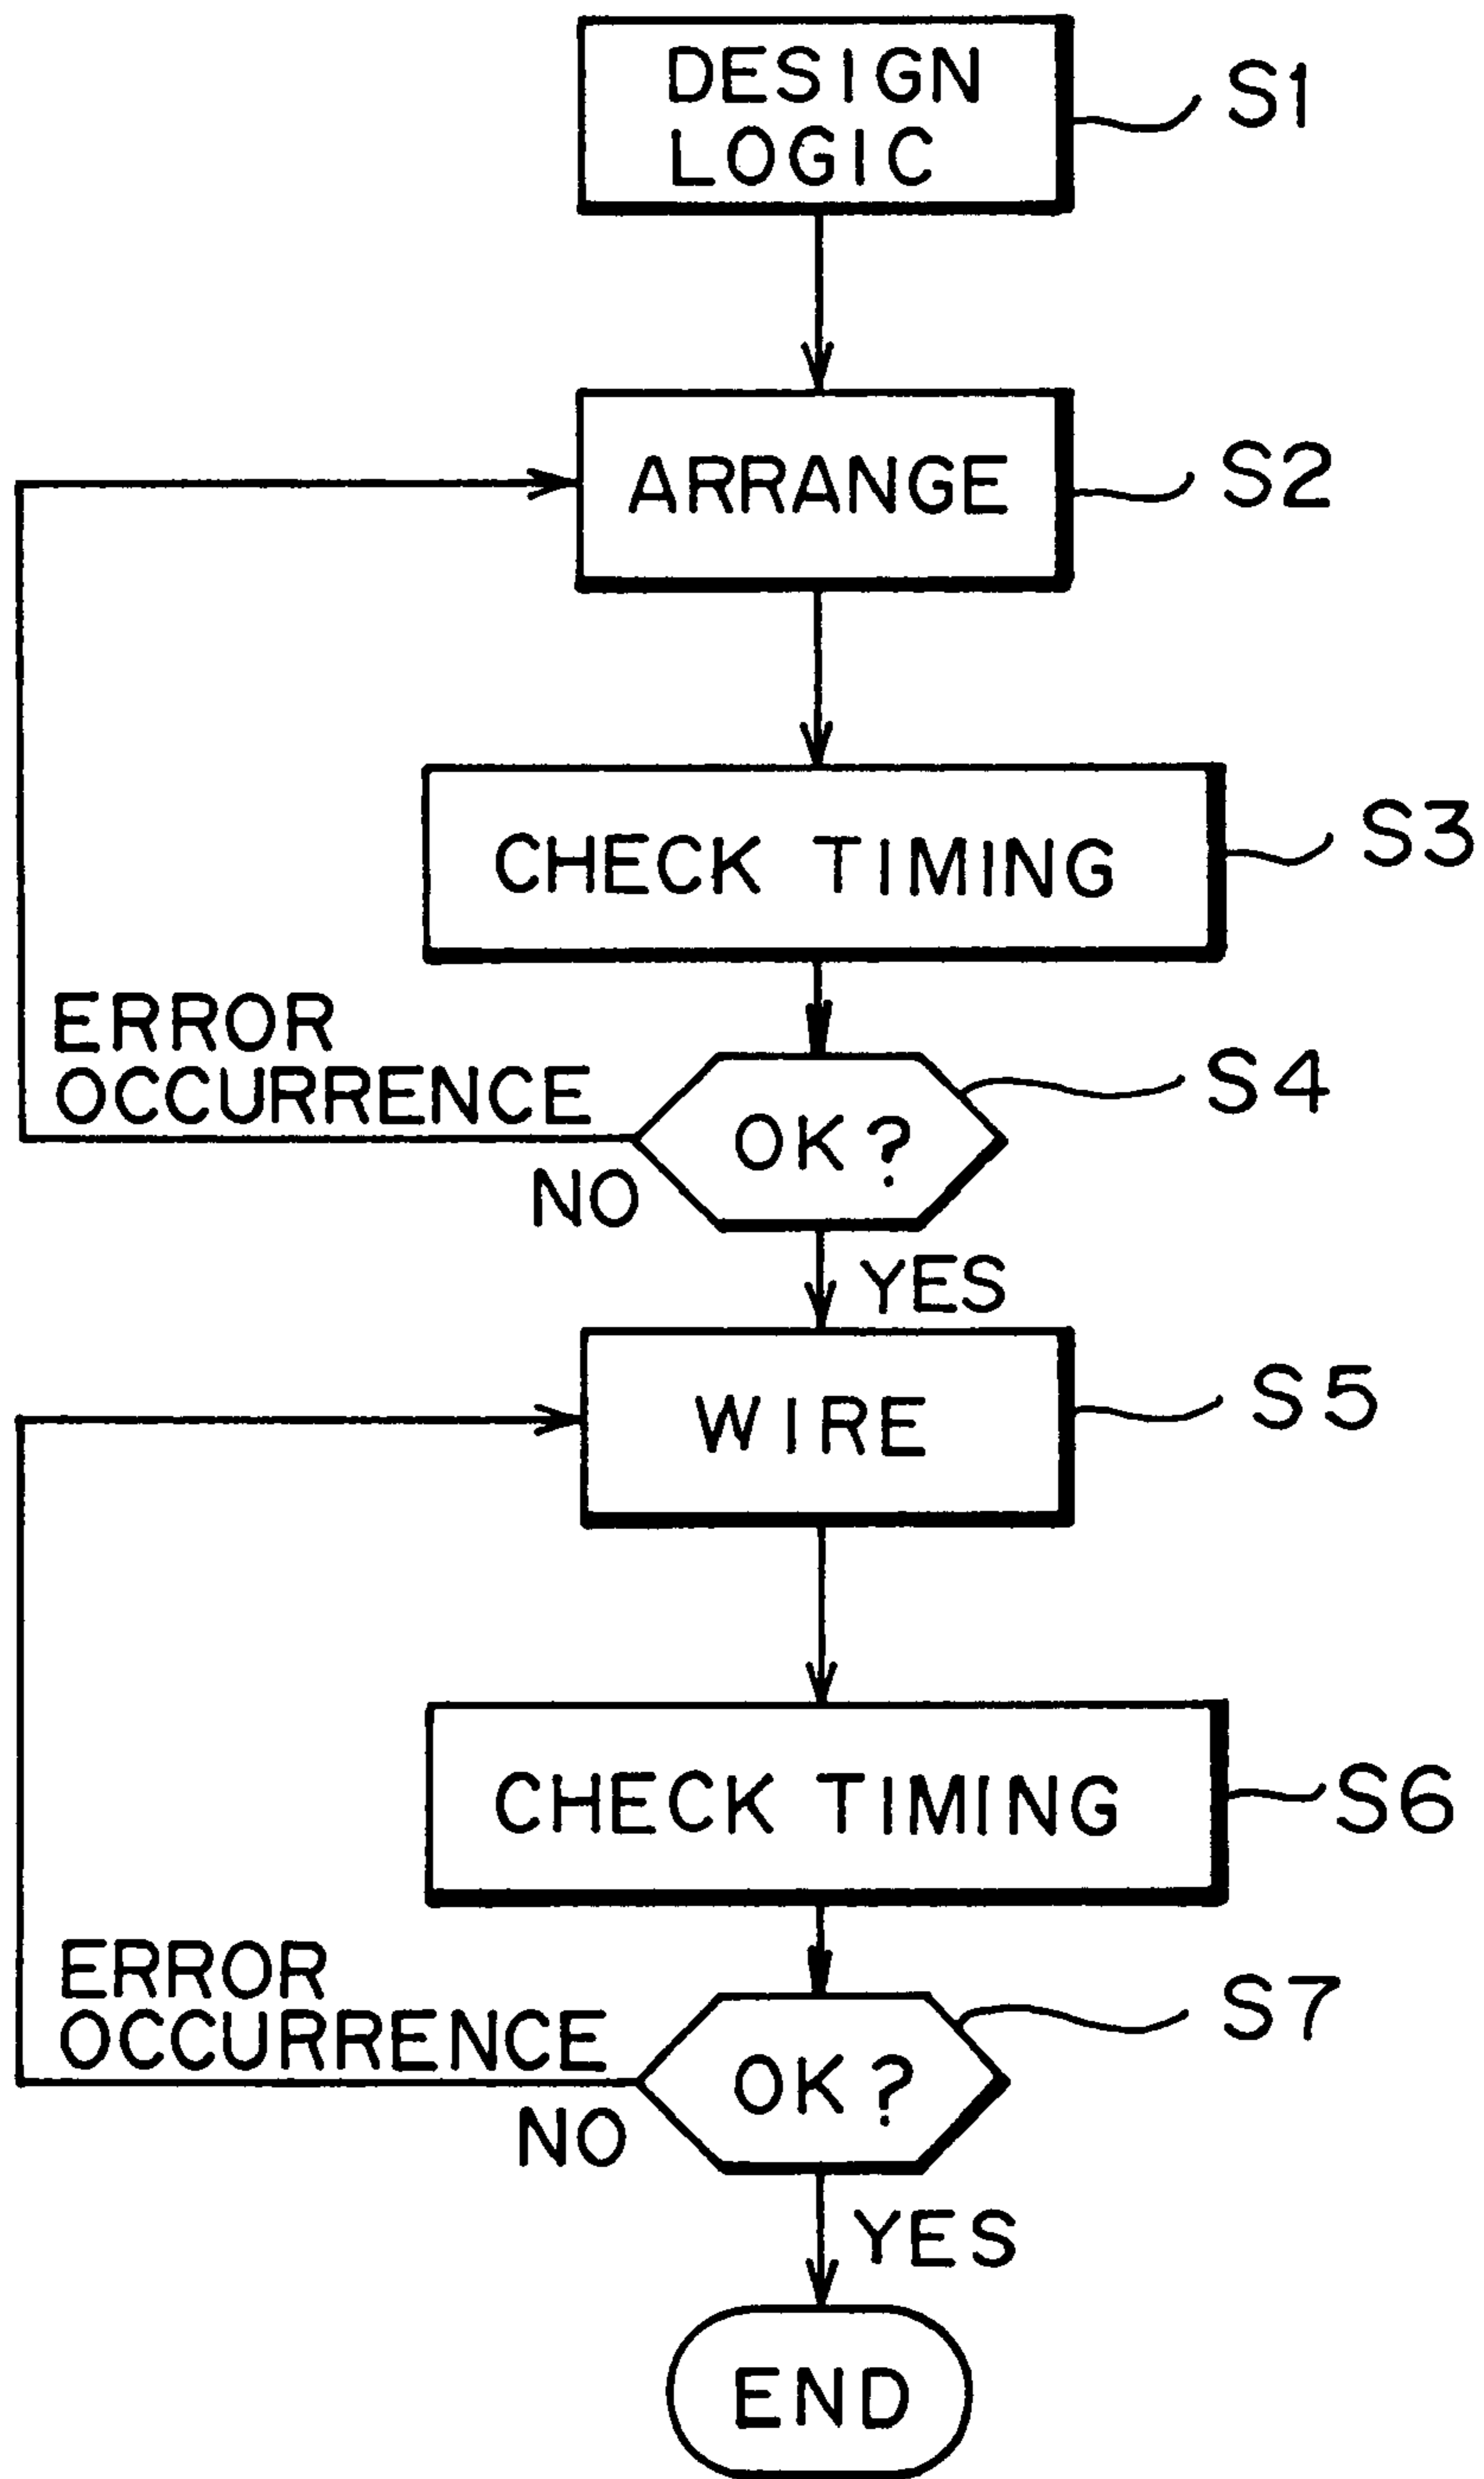 DESIGN
LOGIC
S1
ARRANGE
S2
CHECK TIMING
S3
ERROR
OCCURRENCE
S4
OK?
NO
YES
WIRE
S5
CHECK TIMING
S6
ERROR
OCCURRENCE
S7
OK?
NO
YES
END